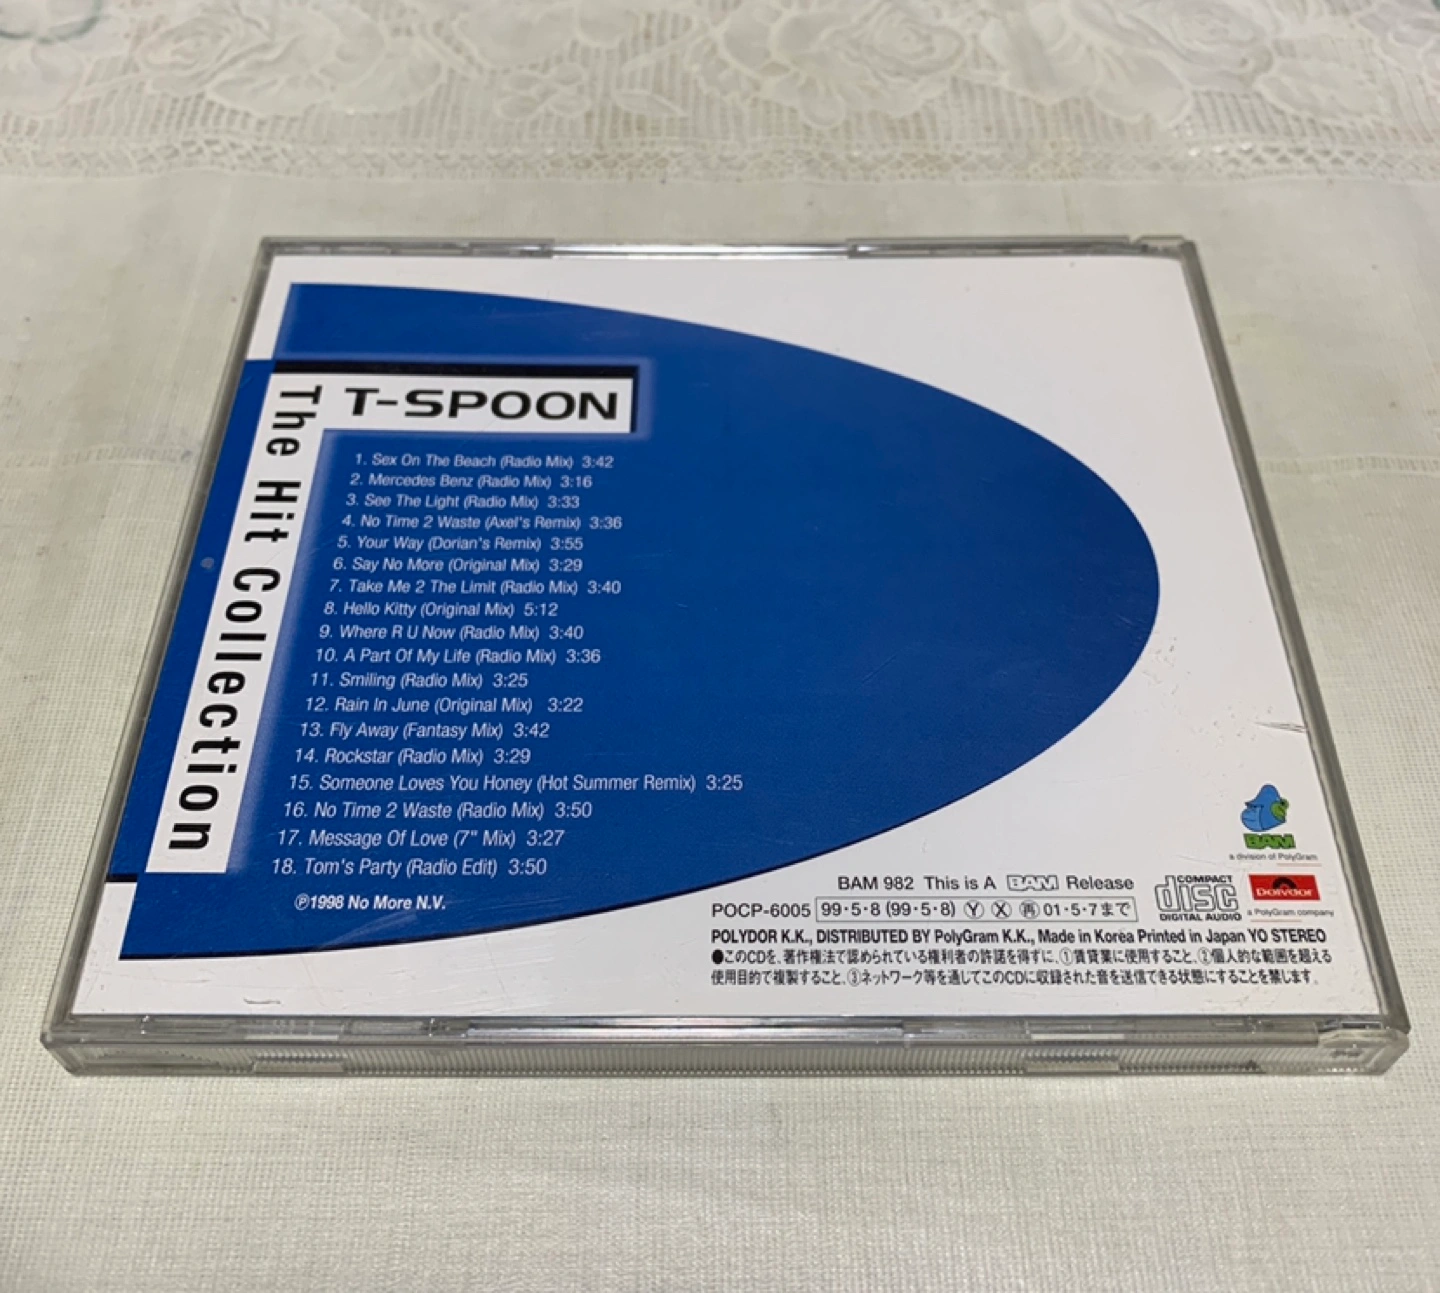 T-SPOON
The Hit Collection
1. Sex On The Beach (Radio Mix) 3:42
2. Mercedes Benz (Radio Mix) 3:16
3. See The Light (Radio Mix) 3:33
4. No Time 2 Waste (Axel's Remix) 3:36
5. Your Way (Dorian's Remix) 3:55
6. Say No More (Original Mix) 3:29
7. Take Me 2 The Limit (Radio Mix) 3:40
8. Hello Kitty (Original Mix) 5:12
9. Where R U Now (Radio Mix) 3:40
10. A Part Of My Life (Radio Mix) 3:36
11. Smiling (Radio Mix) 3:25
12. Rain In June (Original Mix) 3:22
13. Fly Away (Fantasy Mix) 3:42
14. Rockstar (Radio Mix) 3:29
15. Someone Loves You Honey (Hot Summer Remix) 3:25
16. No Time 2 Waste (Radio Mix) 3:50
17. Message Of Love (7" Mix) 3:27
18. Tom's Party (Radio Edit) 3:50
℗1998 No More N.V.
BAM
a division of PolyGram
BAM 982 This is A BAM Release
COMPACT disc DIGITAL AUDIO
Polydor
a PolyGram company
POCP-6005 99・5・8 (99・5・8) Ⓨ Ⓧ ㊞01・5・7まで
POLYDOR K.K., DISTRIBUTED BY PolyGram K.K., Made in Korea Printed in Japan YO STEREO
●このCDを、著作権法で認められている権利者の許諾を得ずに、①賃貸業に使用すること、②個人的な範囲を超える
使用目的で複製すること、③ネットワーク等を通してこのCDに収録された音を送信できる状態にすることを禁じます。